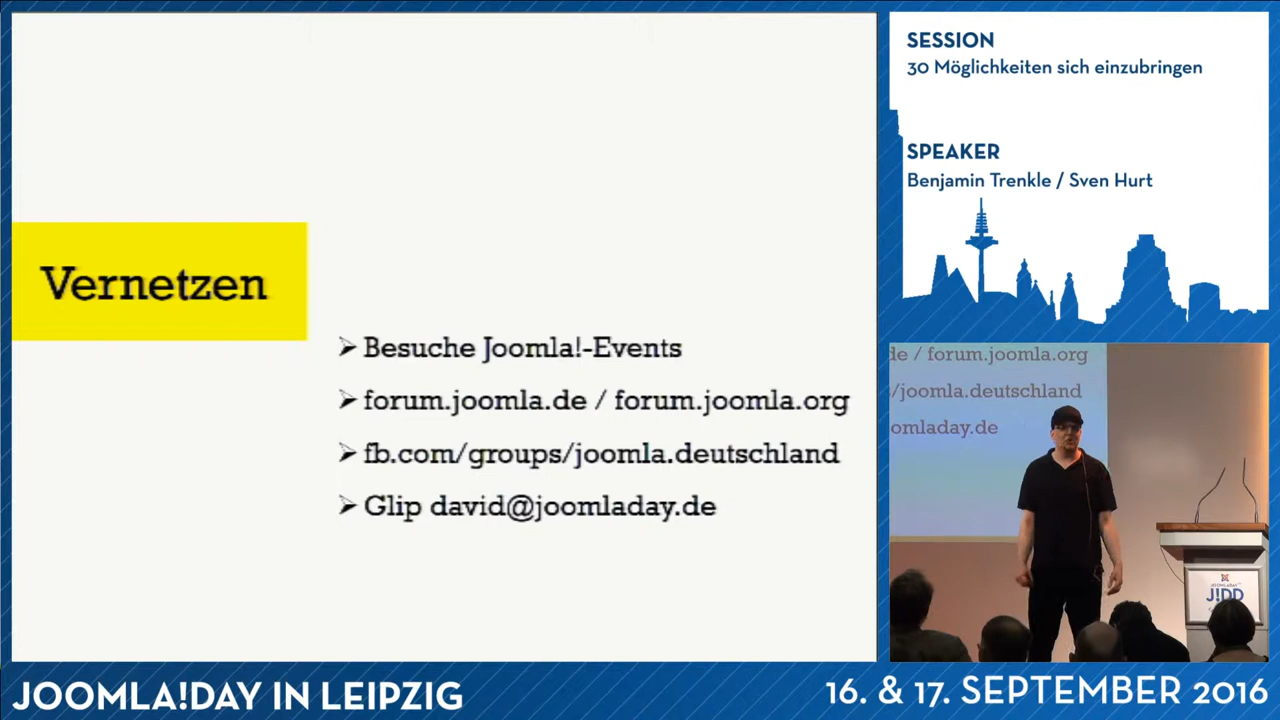 Vernetzen
➢ Besuche Joomla!-Events
➢ forum.joomla.de / forum.joomla.org
➢ fb.com/groups/joomla.deutschland
➢ Glip david@joomladay.de
SESSION
30 Möglichkeiten sich einzubringen
SPEAKER
Benjamin Trenkle / Sven Hurt
de / forum.joomla.org
/joomla.deutschland
omladay.de
JOOMLADAY
J!DD
JOOMLA!DAY IN LEIPZIG
16. & 17. SEPTEMBER 2016